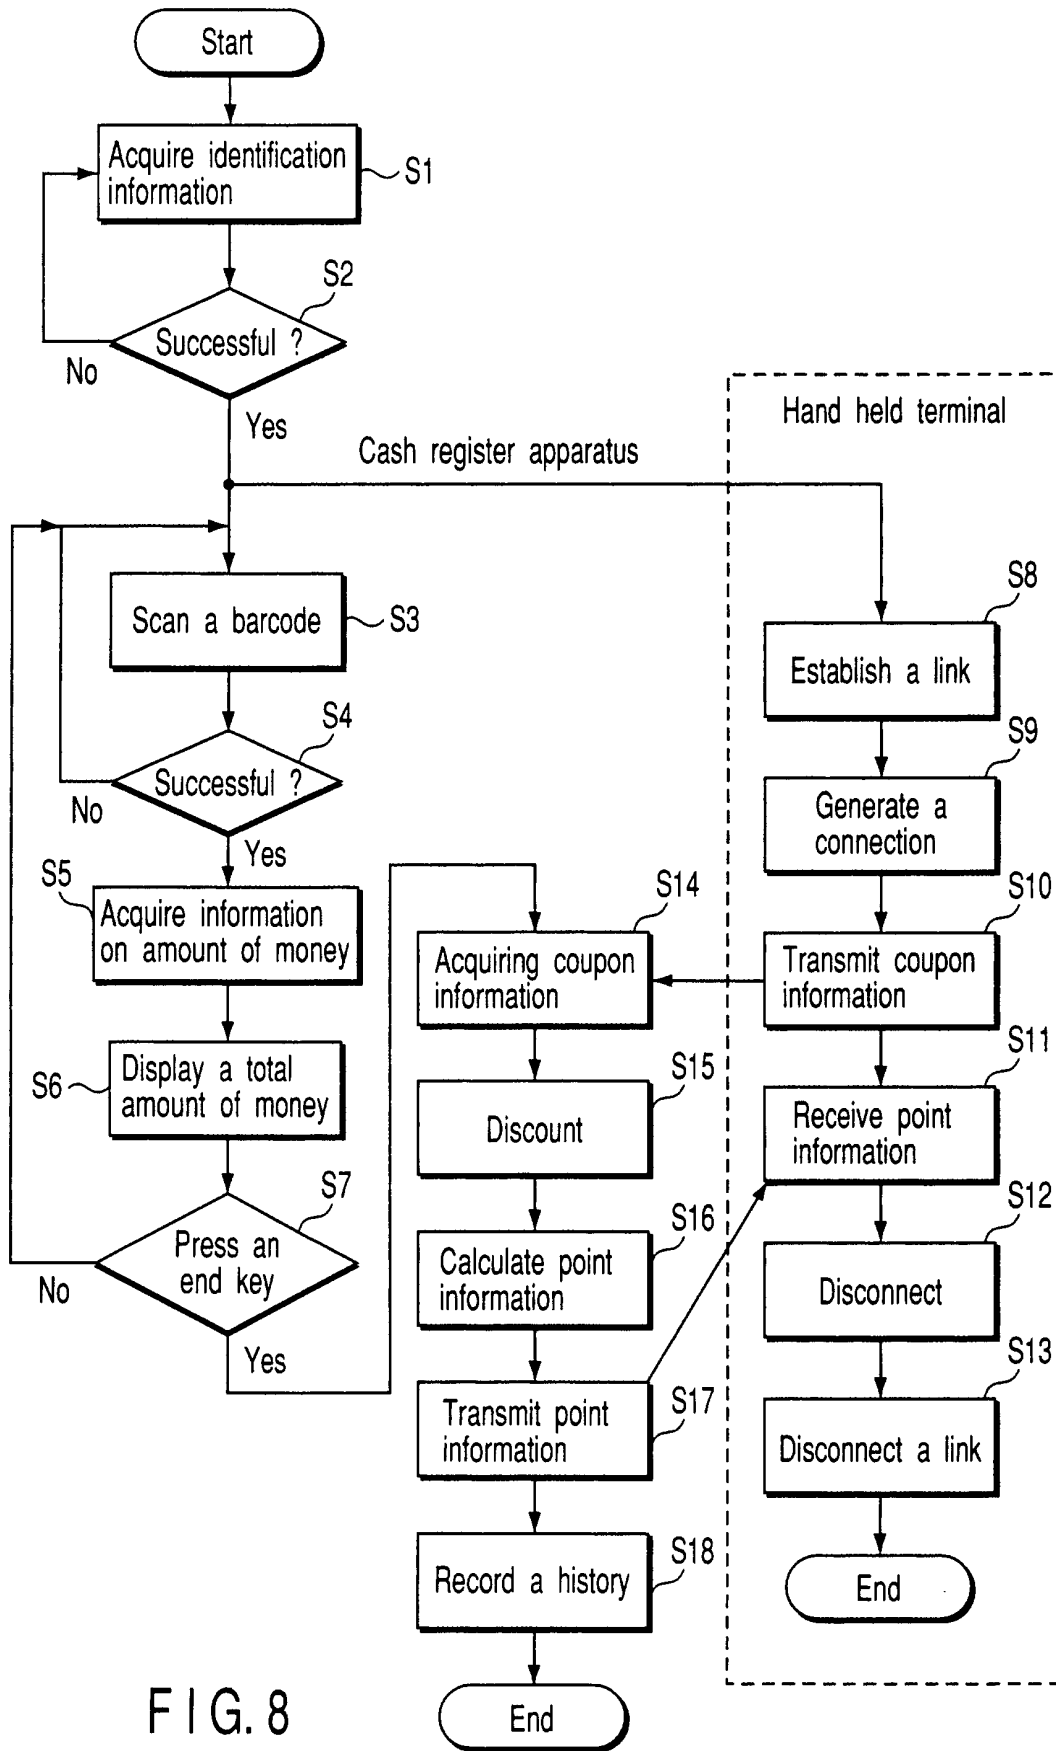 Start
Acquire identification
information
S1
S2
Successful ?
No
Yes
Cash register apparatus
Hand held terminal
Scan a barcode
S3
S4
Successful ?
No
Yes
S5
Acquire information
on amount of money
S6
Display a total
amount of money
S7
Press an
end key
No
Yes
S8
Establish a link
S9
Generate a
connection
S10
Transmit coupon
information
S11
Receive point
information
S12
Disconnect
S13
Disconnect a link
End
S14
Acquiring coupon
information
S15
Discount
S16
Calculate point
information
S17
Transmit point
information
S18
Record a history
End
FIG. 8